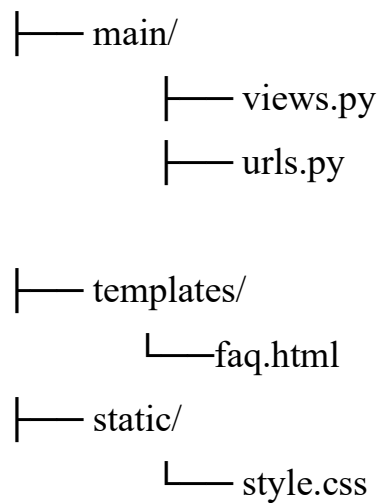 main/
views.py
urls.py
templates/
faq.html
static/
style.css